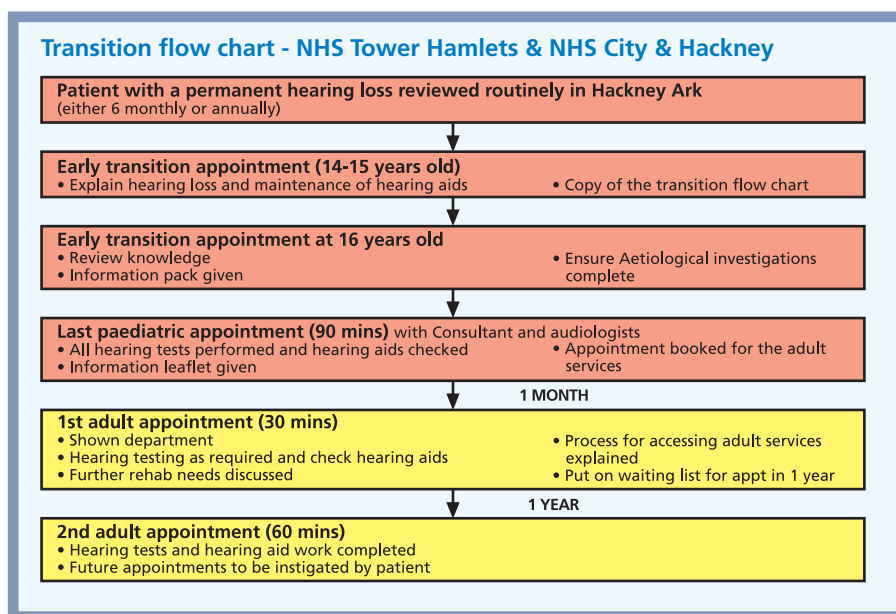 Transition flow chart - NHS Tower Hamlets & NHS City & Hackney
Patient with a permanent hearing loss reviewed routinely in Hackney Ark
(either 6 monthly or annually)
Early transition appointment (14-15 years old)
• Explain hearing loss and maintenance of hearing aids
• Copy of the transition flow chart
Early transition appointment at 16 years old
• Review knowledge
• Information pack given
• Ensure Aetiological investigations
complete
Last paediatric appointment (90 mins) with Consultant and audiologists
• All hearing tests performed and hearing aids checked
• Information leaflet given
• Appointment booked for the adult
services
1 MONTH
1st adult appointment (30 mins)
• Shown department
• Hearing testing as required and check hearing aids
• Further rehab needs discussed
• Process for accessing adult services
explained
• Put on waiting list for appt in 1 year
1 YEAR
2nd adult appointment (60 mins)
• Hearing tests and hearing aid work completed
• Future appointments to be instigated by patient